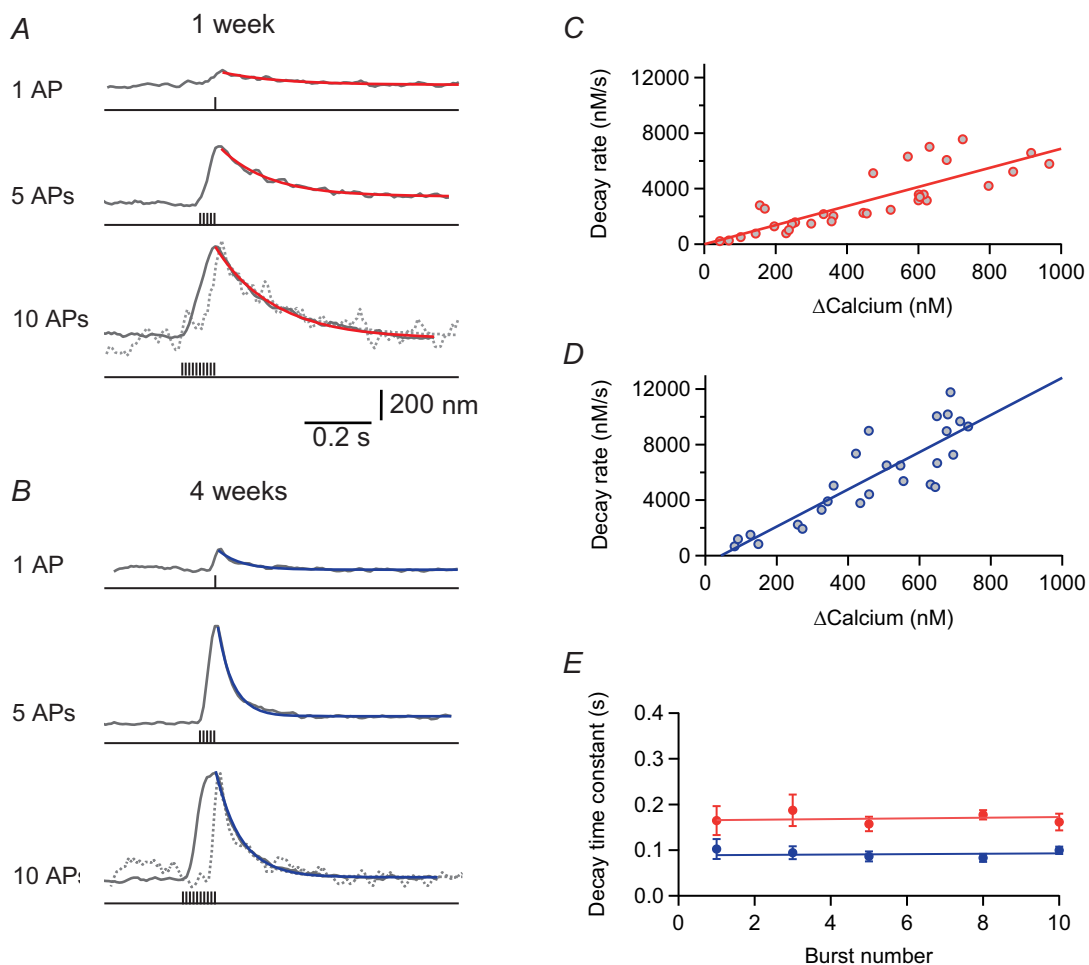 A
1 week
1 AP
5 APs
10 APs
200 nm
0.2 s
B
4 weeks
1 AP
5 APs
10 APs
C
Decay rate (nM/s)
12000
8000
4000
0
0 200 400 600 800 1000
ΔCalcium (nM)
D
Decay rate (nM/s)
12000
8000
4000
0
0 200 400 600 800 1000
ΔCalcium (nM)
E
Decay time constant (s)
0.4
0.3
0.2
0.1
0.0
0 2 4 6 8 10
Burst number